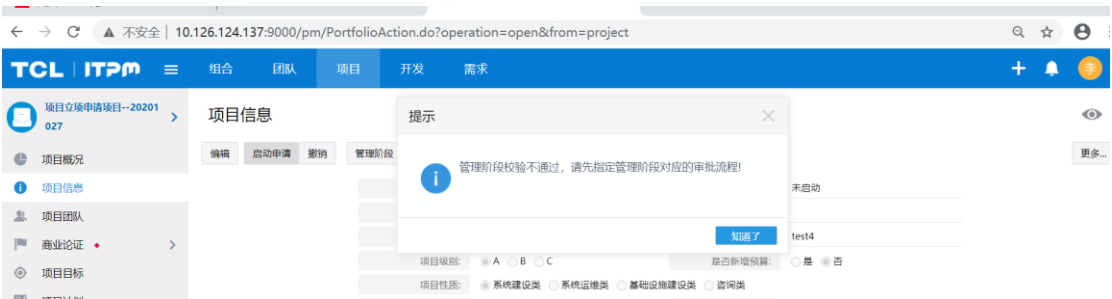 不安全 | 10.126.124.137:9000/pm/PortfolioAction.do?operation=open&from=project
TCL | ITPM 组合 团队 项目 开发 需求 李
项目立项申请项目--20201
027
项目信息
提示
项目概况
编辑 启动申请 撤销 管理阶段 更多...
管理阶段校验不通过，请先指定管理阶段对应的审批流程!
项目信息
未启动
项目团队
知道了
test4
商业论证
项目级别: A B C 是否新增预算: 是 否
项目目标
项目性质: 系统建设类 系统运维类 基础设施建设类 咨询类